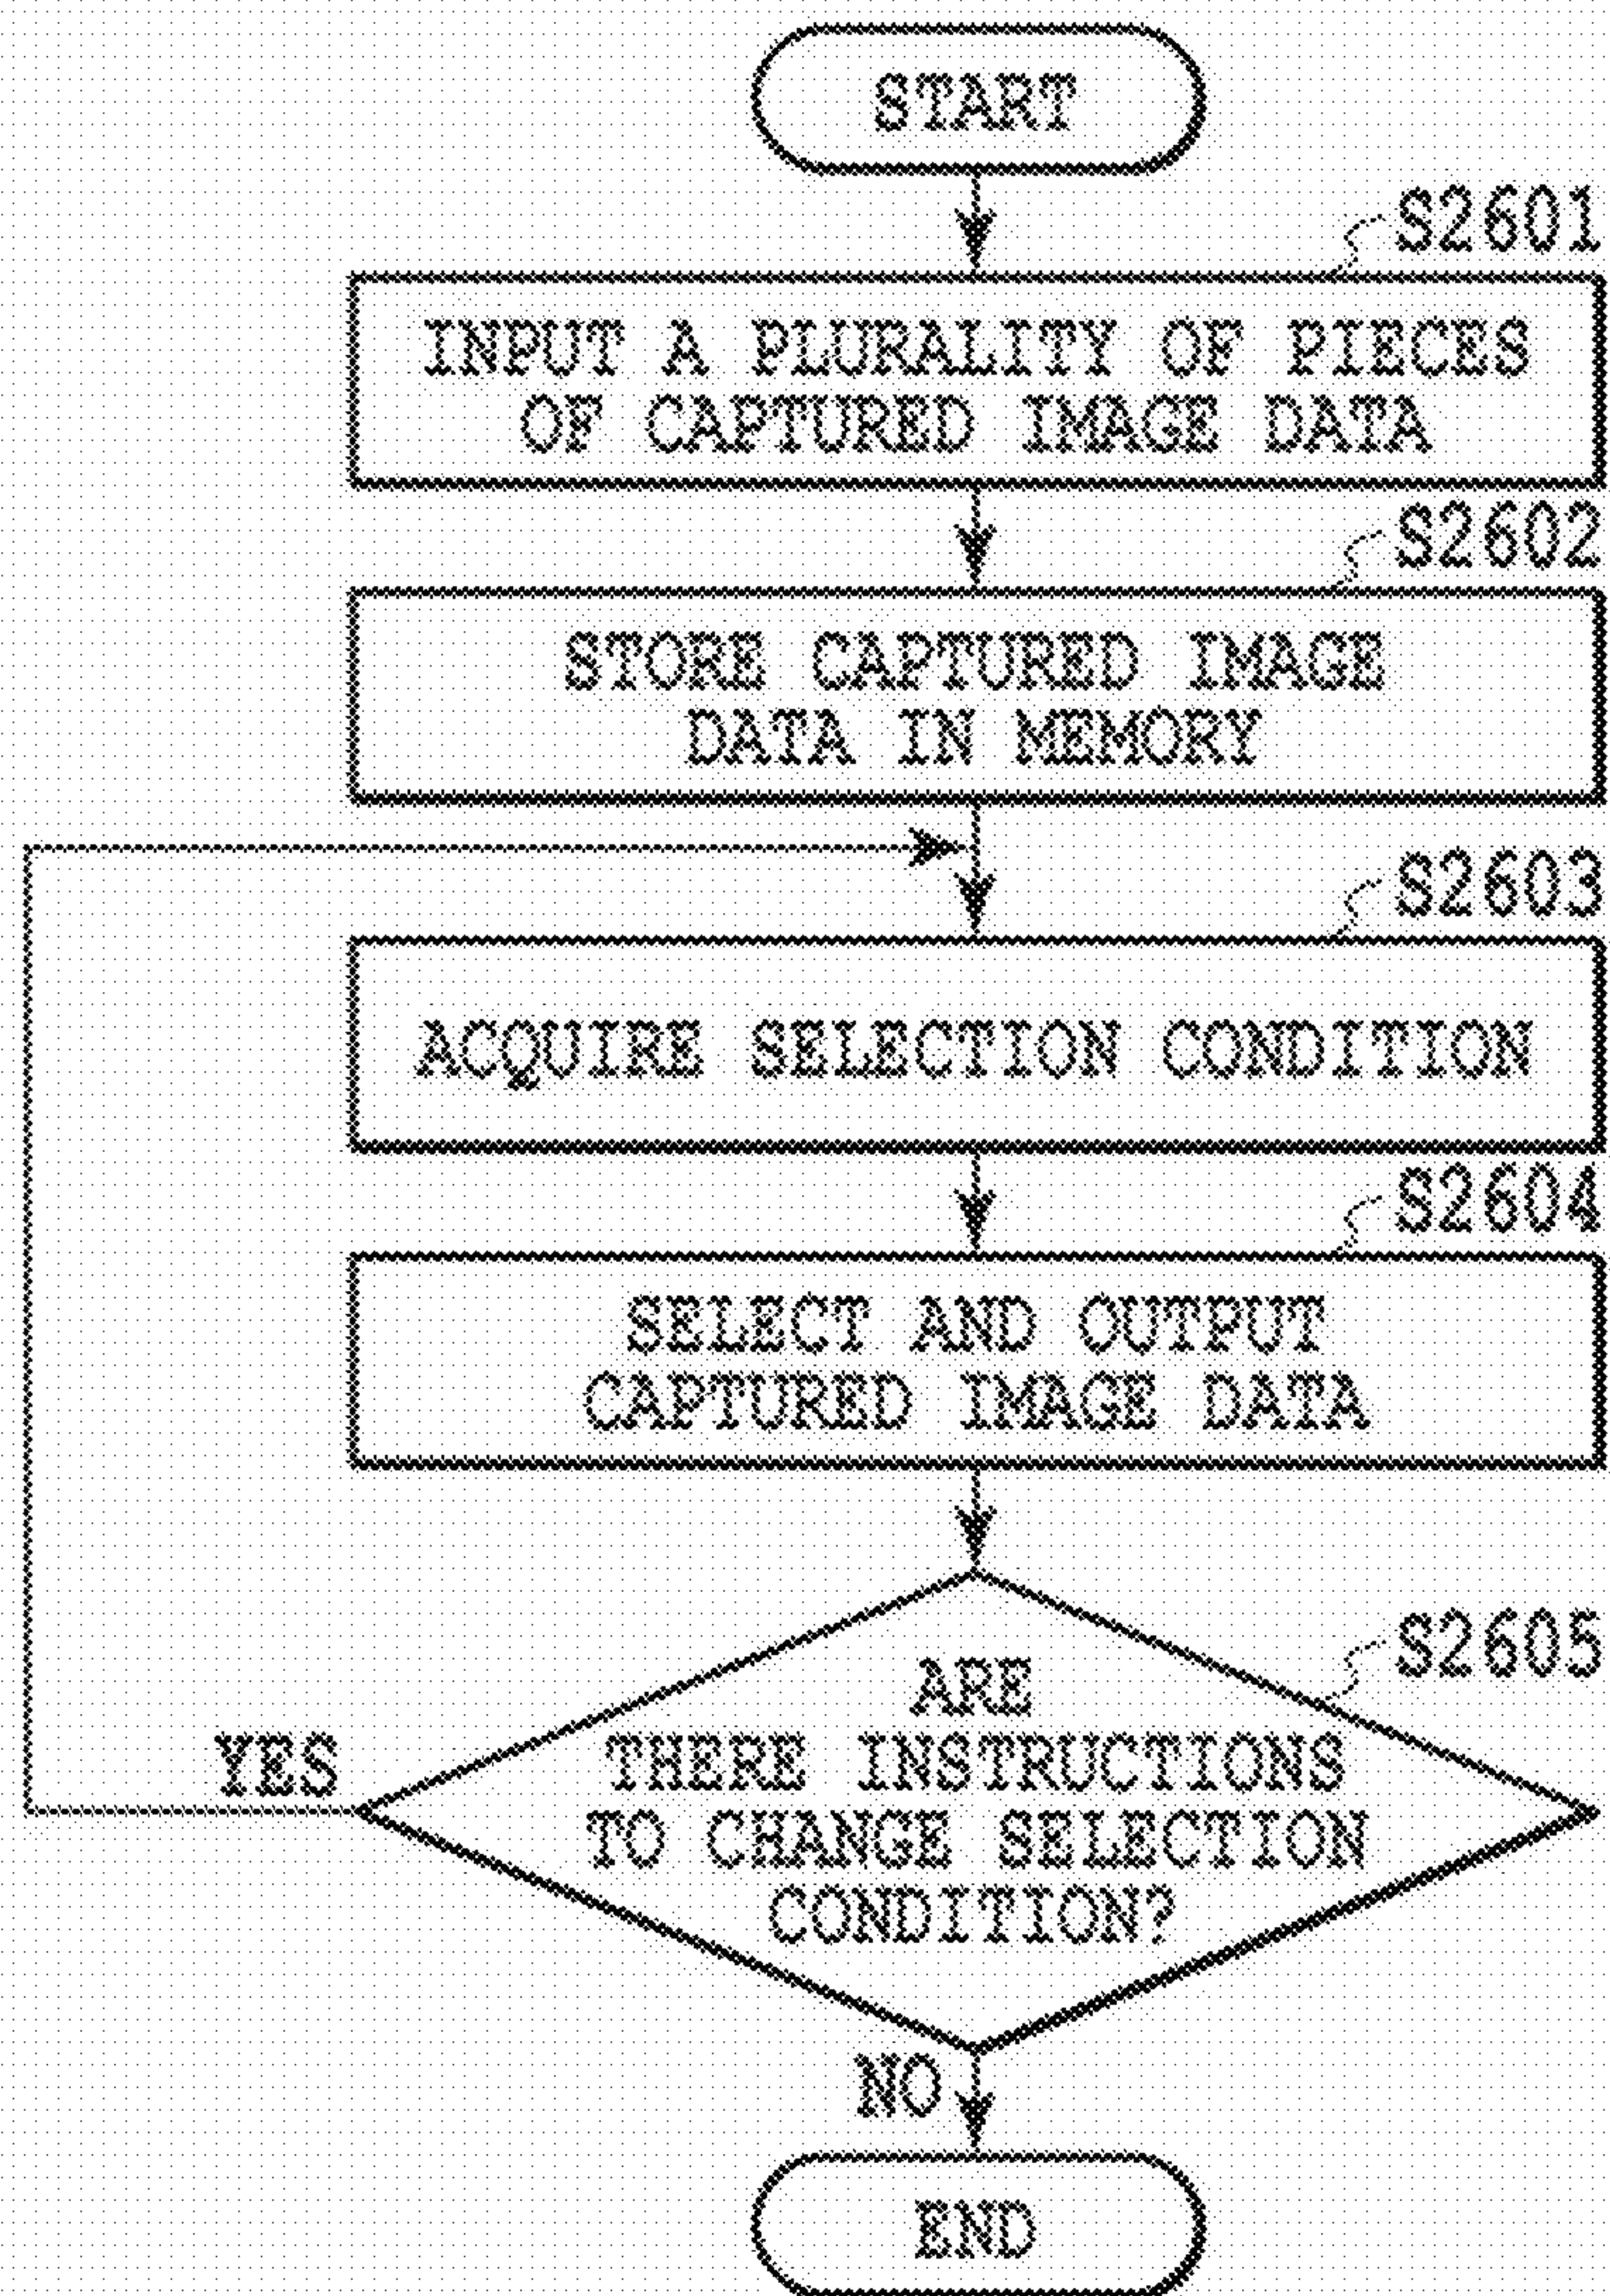 START
S2601
INPUT A PLURALITY OF PIECES
OF CAPTURED IMAGE DATA
S2602
STORE CAPTURED IMAGE
DATA IN MEMORY
S2603
ACQUIRE SELECTION CONDITION
S2604
SELECT AND OUTPUT
CAPTURED IMAGE DATA
S2605
ARE
THERE INSTRUCTIONS
TO CHANGE SELECTION
CONDITION?
YES
NO
END